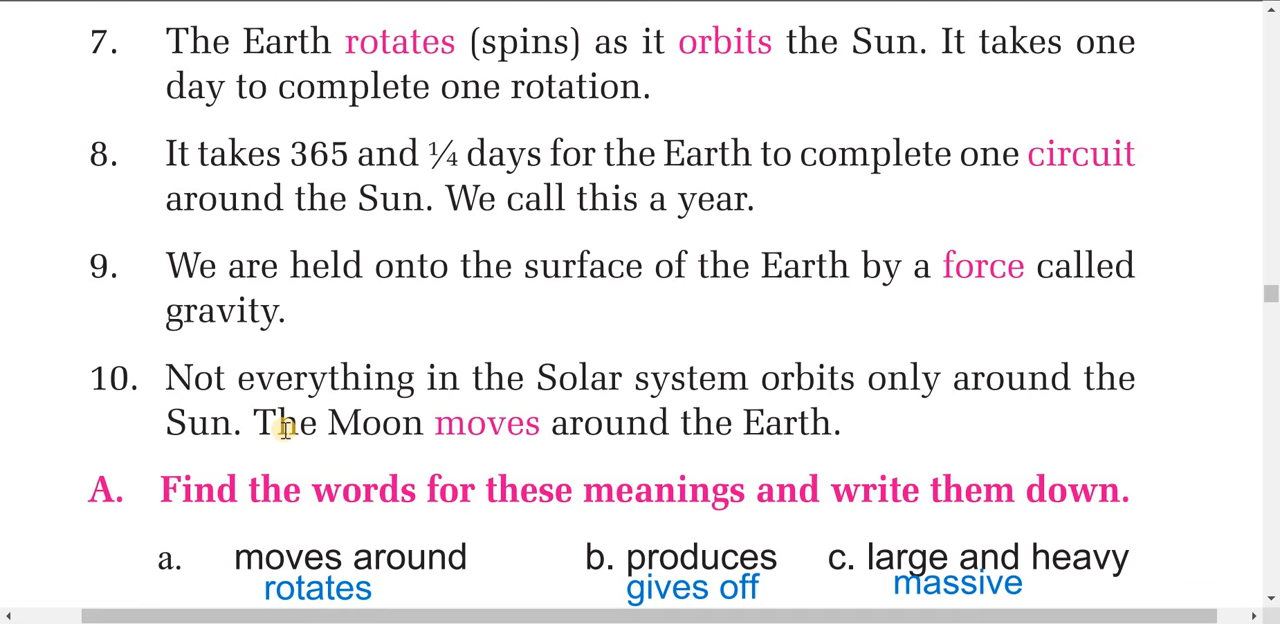 7. The Earth rotates (spins) as it orbits the Sun. It takes one
day to complete one rotation.
8. It takes 365 and ¼ days for the Earth to complete one circuit
around the Sun. We call this a year.
9. We are held onto the surface of the Earth by a force called
gravity.
10. Not everything in the Solar system orbits only around the
Sun. The Moon moves around the Earth.
A. Find the words for these meanings and write them down.
a. moves around b. produces c. large and heavy
rotates gives off massive